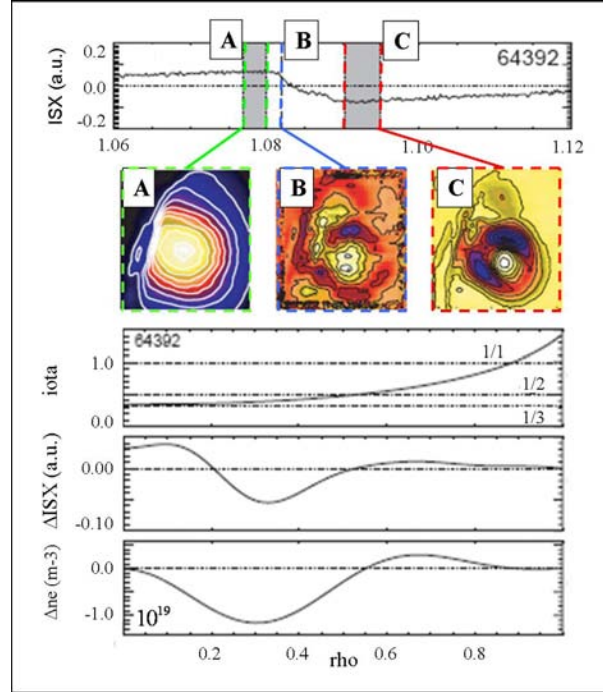 A B C 64392
ISX (a.u.)
0.2
0.0
-0.2
1.06 1.08 1.10 1.12
A B C
64392
iota
1.0
0.0
1/1
1/2
1/3
ΔISX (a.u.)
0.00
-0.10
Δne (m-3)
0.0
-1.0
10¹⁹
0.2 0.4 0.6 0.8
rho